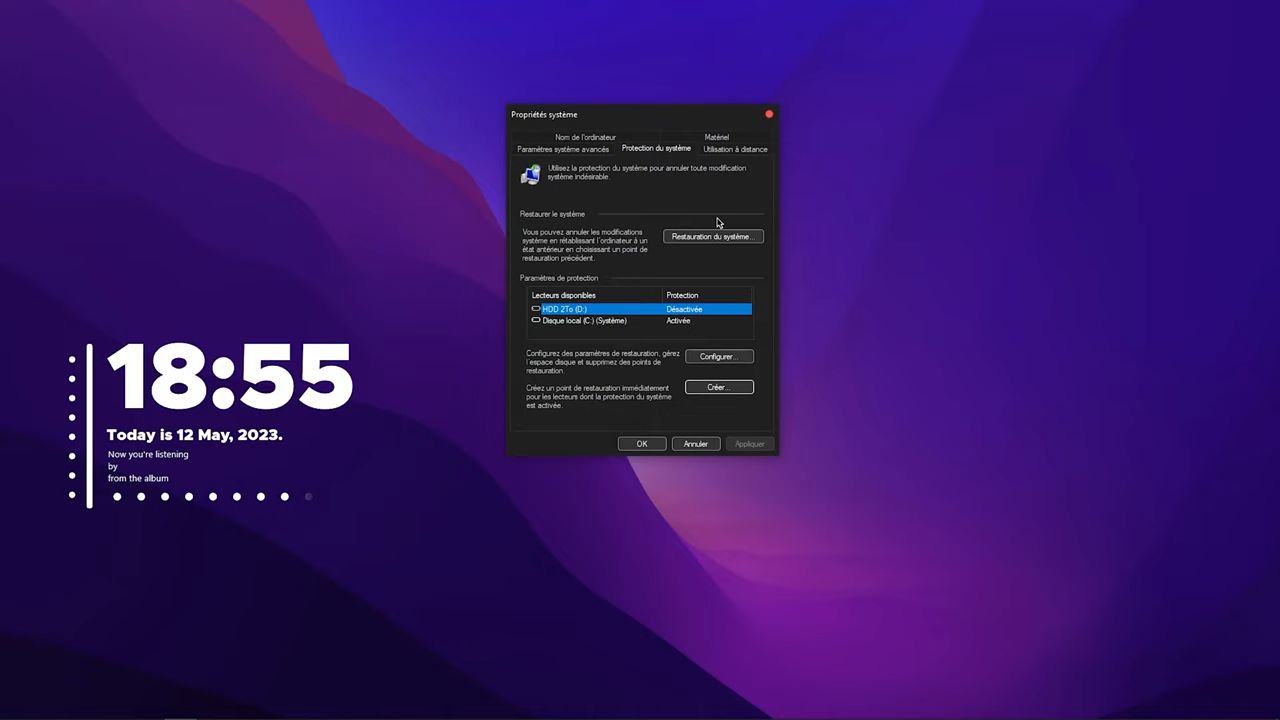 Propriétés système
Nom de l'ordinateur
Matériel
Paramètres système avancés
Protection du système
Utilisation à distance
Utilisez la protection du système pour annuler toute modification
système indésirable.
Restaurer le système
Vous pouvez annuler les modifications
système en rétablissant l'ordinateur à un
état antérieur en choisissant un point de
restauration précédent.
Restauration du système...
Paramètres de protection
Lecteurs disponibles
Protection
HDD 2To (D:)
Désactivée
Disque local (C:) (Système)
Activée
Configurez des paramètres de restauration, gérez
l'espace disque et supprimez des points de
restauration.
Configurer...
Créez un point de restauration immédiatement
pour les lecteurs dont la protection du système
est activée.
Créer...
OK
Annuler
Appliquer
18:55
Today is 12 May, 2023.
Now you're listening
by
from the album